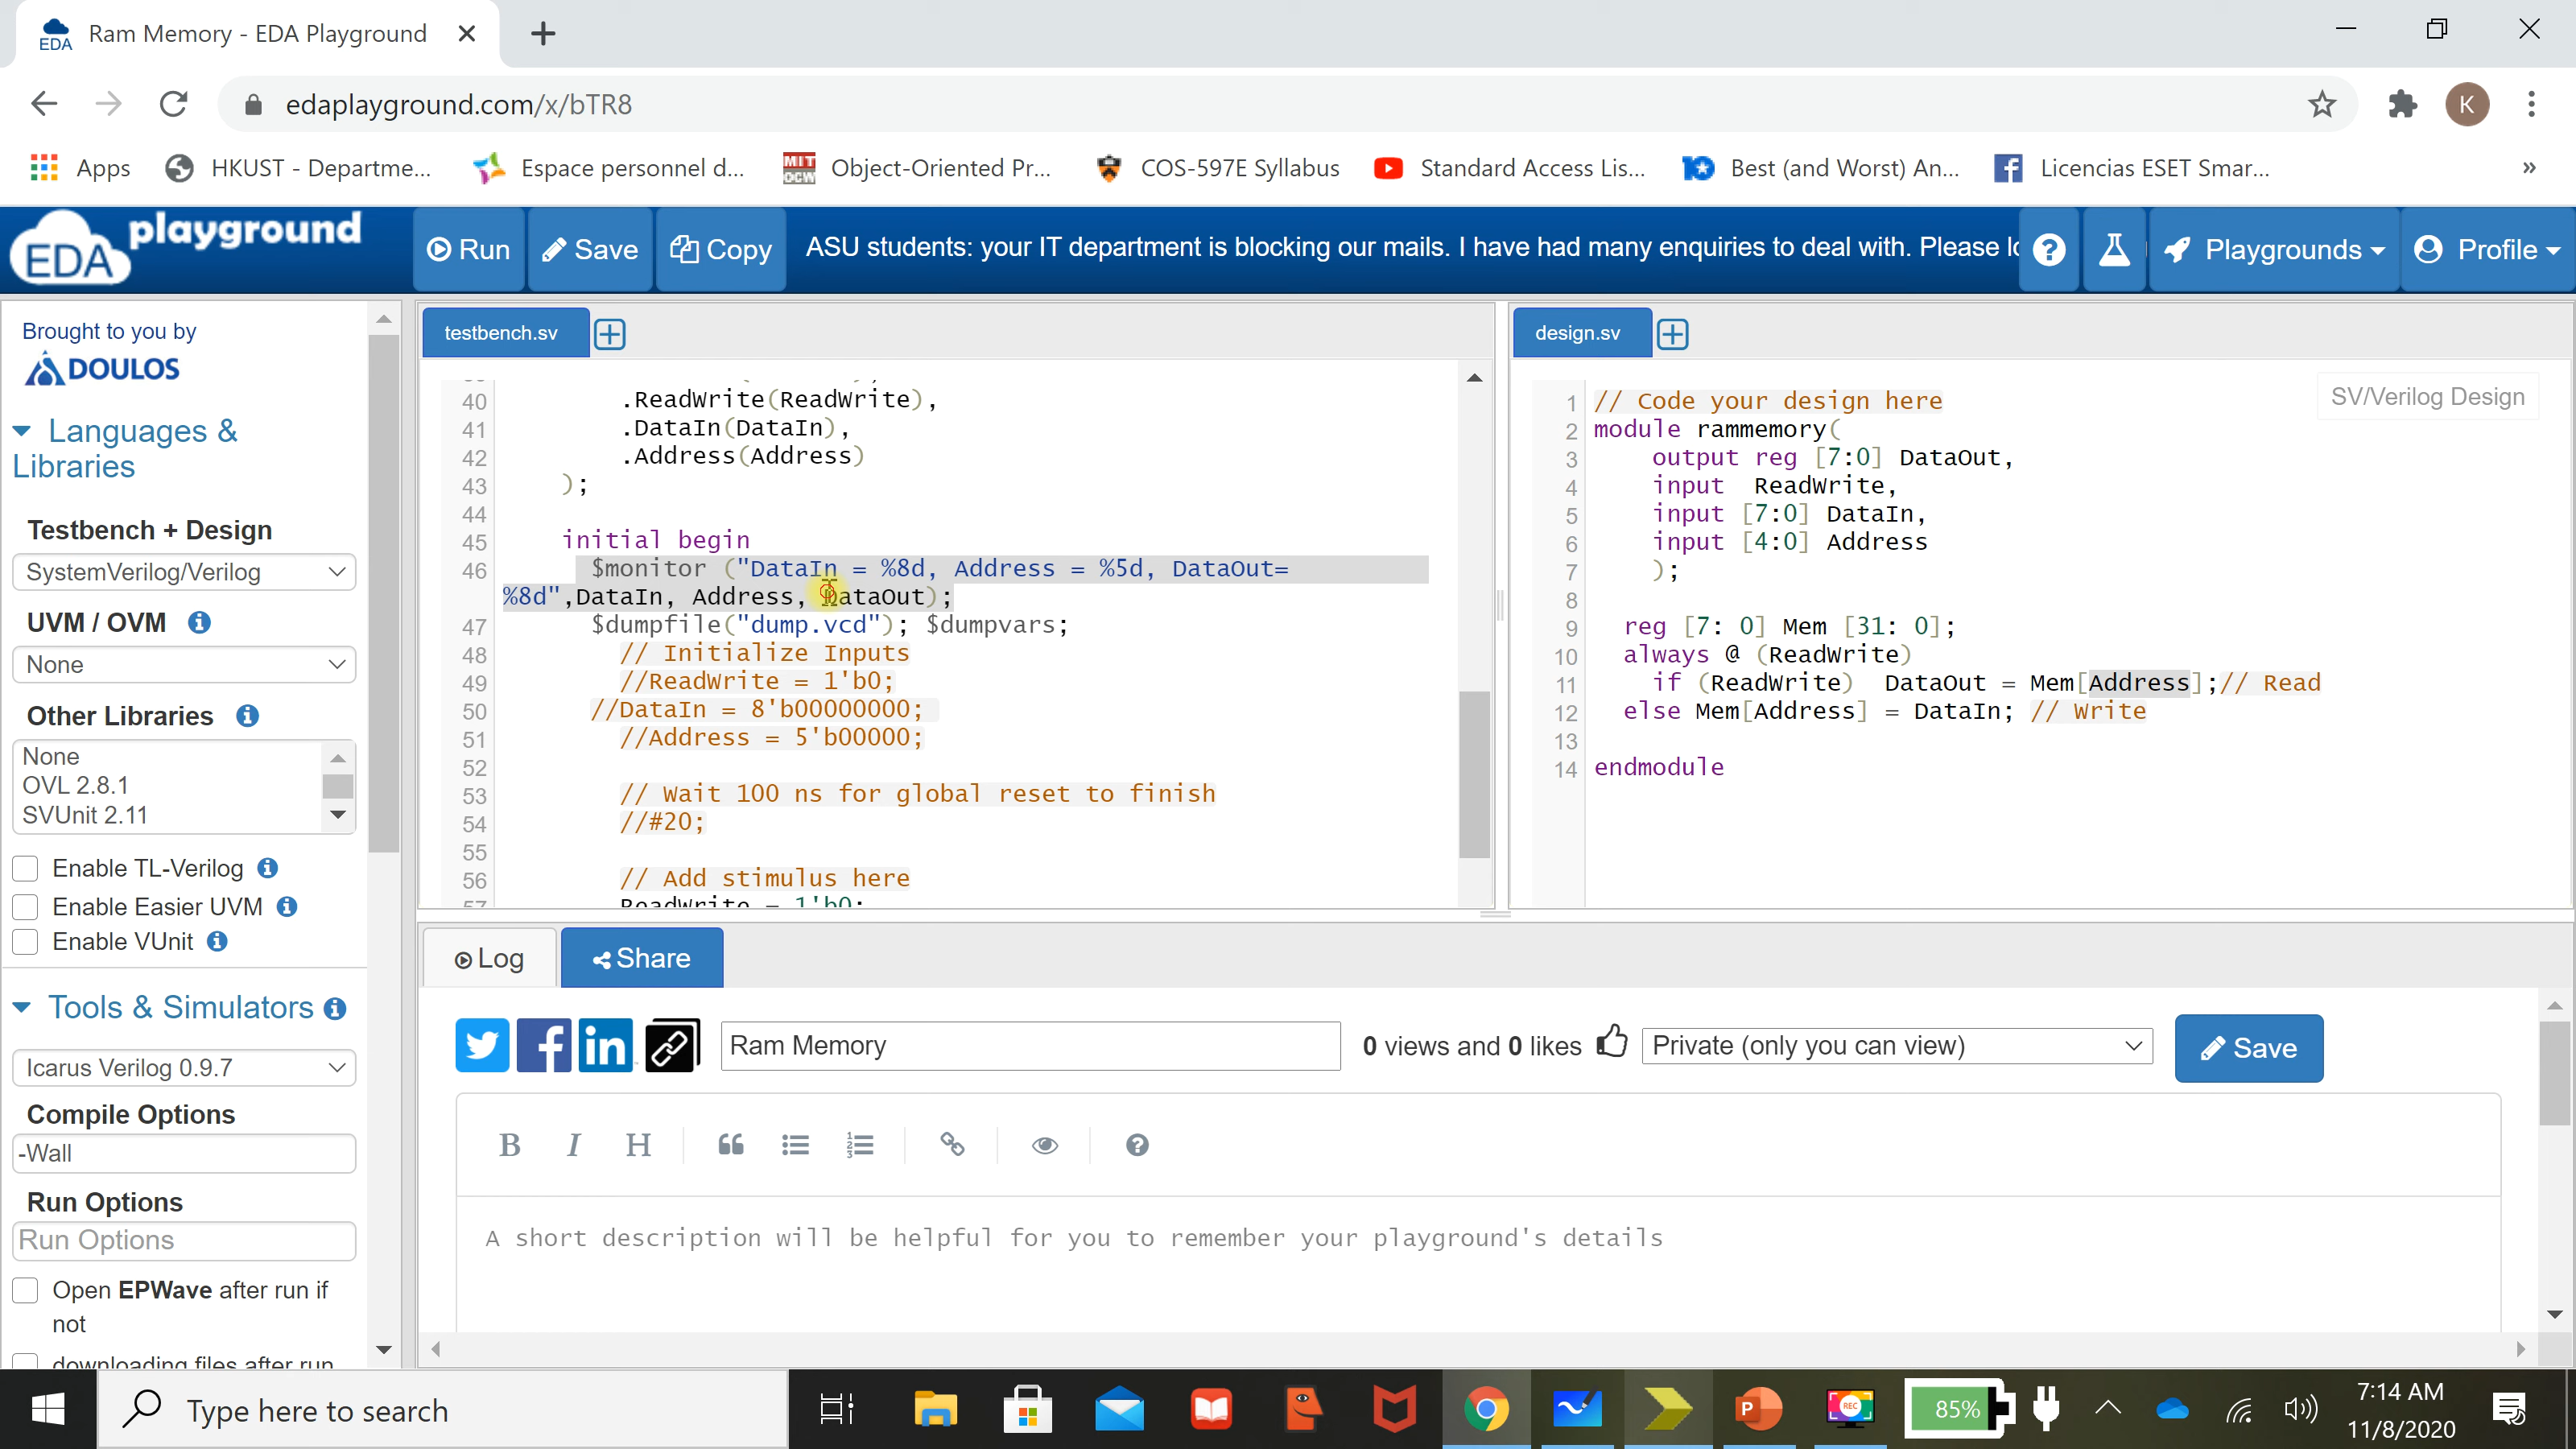 Ram Memory - EDA Playground
edaplayground.com/x/bTR8
Apps HKUST - Departme... Espace personnel d... Object-Oriented Pr... COS-597E Syllabus Standard Access Lis... Best (and Worst) An... Licencias ESET Smar... »
EDA playground Run Save Copy ASU students: your IT department is blocking our mails. I have had many enquiries to deal with. Please Playgrounds Profile
Brought to you by
DOULOS
Languages &
Libraries
Testbench + Design
SystemVerilog/Verilog
UVM / OVM
None
Other Libraries
None
OVL 2.8.1
SVUnit 2.11
Enable TL-Verilog
Enable Easier UVM
Enable VUnit
Tools & Simulators
Icarus Verilog 0.9.7
Compile Options
-Wall
Run Options
Run Options
Open EPWave after run if
not
downloading files after run
testbench.sv
40 .ReadWrite(ReadWrite),
41 .DataIn(DataIn),
42 .Address(Address)
43 );
44
45 initial begin
46 $monitor ("DataIn = %8d, Address = %5d, DataOut=
%8d",DataIn, Address, DataOut);
47 $dumpfile("dump.vcd"); $dumpvars;
48 // Initialize Inputs
49 //ReadWrite = 1'b0;
50 //DataIn = 8'b00000000;
51 //Address = 5'b00000;
52
53 // Wait 100 ns for global reset to finish
54 //#20;
55
56 // Add stimulus here
57 ReadWrite = 1'b0;
design.sv
SV/Verilog Design
1 // Code your design here
2 module rammemory(
3 output reg [7:0] DataOut,
4 input ReadWrite,
5 input [7:0] DataIn,
6 input [4:0] Address
7 );
8
9 reg [7: 0] Mem [31: 0];
10 always @ (ReadWrite)
11 if (ReadWrite) DataOut = Mem[Address];// Read
12 else Mem[Address] = DataIn; // Write
13
14 endmodule
Log Share
Ram Memory 0 views and 0 likes Private (only you can view) Save
B I H
A short description will be helpful for you to remember your playground's details
Type here to search
85%
7:14 AM
11/8/2020